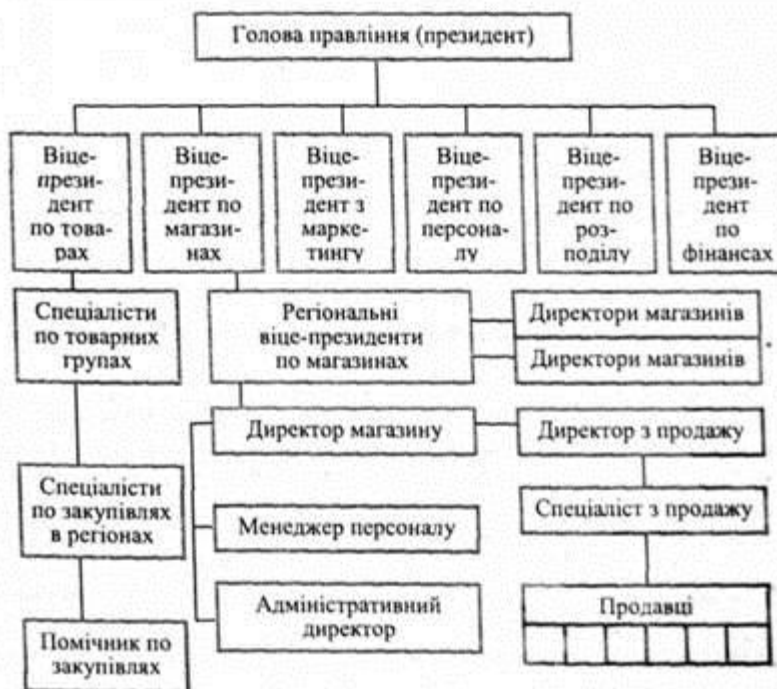 Голова правління (президент)
Віце-
прези-
дент
по това-
рах
Віце-
прези-
дент по
магази-
нах
Віце-
прези-
дент з
марке-
тингу
Віце-
прези-
дент по
персона-
лу
Віце-
прези-
дент по
роз-
поділу
Віце-
прези-
дент
по
фінансах
Спеціалісти
по товарних
групах
Регіональні
віце-президенти
по магазинах
Директори магазинів
Директори магазинів
Директор магазину
Директор з продажу
Спеціалісти
по закупівлях
в регіонах
Менеджер персоналу
Спеціаліст з продажу
Адміністративний
директор
Продавці
Помічник по
закупівлях